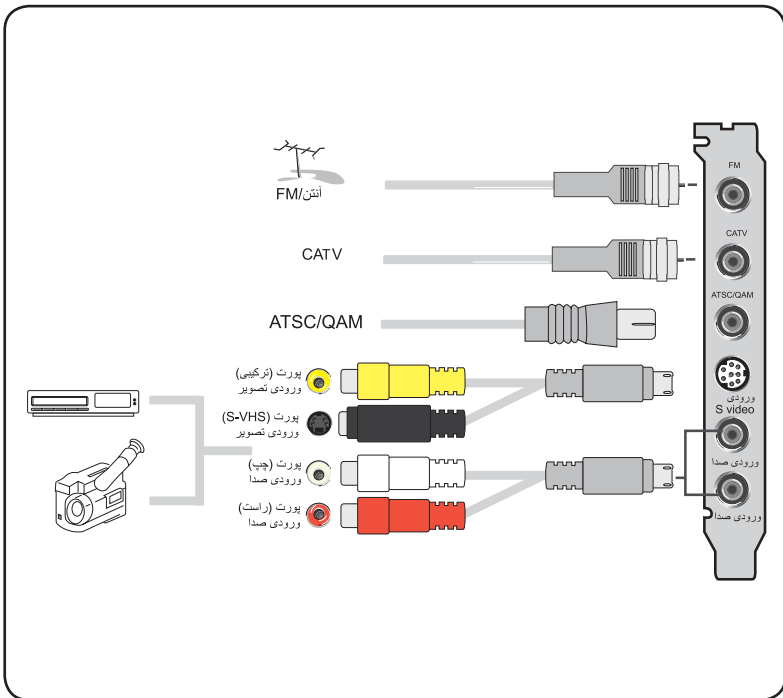 آنتن/FM
CATV
ATSC/QAM
پورت (ترکیبی)
ورودی تصویر
پورت (S-VHS)
ورودی تصویر
پورت (چپ)
ورودی صدا
پورت (راست)
ورودی صدا
FM
CATV
ATSC/QAM
ورودی
S video
ورودی صدا
ورودی صدا